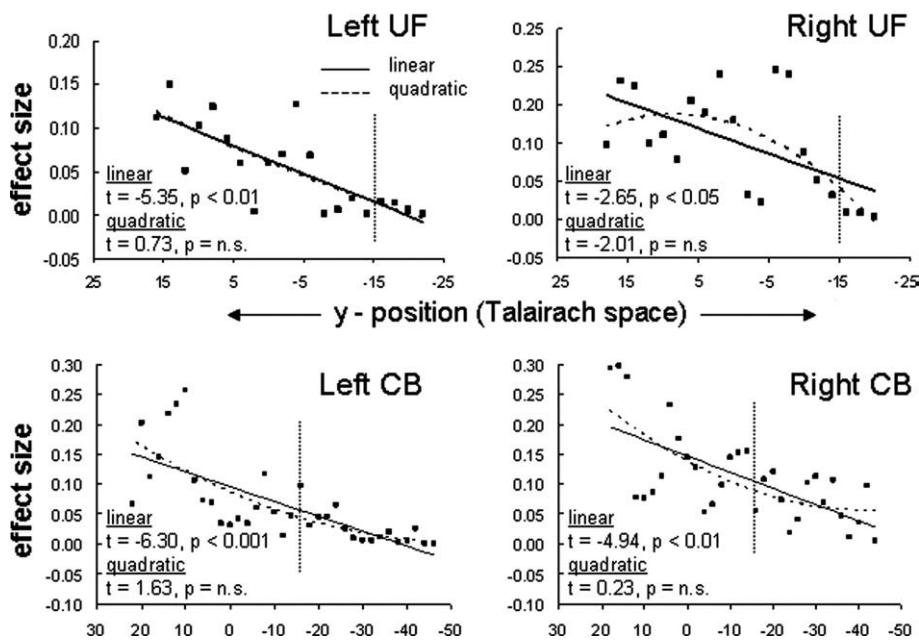 Left UF
effect size
0.20
0.15
0.10
0.05
0.00
-0.05
linear
quadratic
linear
t = -5.35, p < 0.01
quadratic
t = 0.73, p = n.s.
25 15 5 -5 -15 -25
Right UF
0.25
0.20
0.10
0.05
0.00
-0.05
linear
t = -2.65, p < 0.05
quadratic
t = -2.01, p = n.s
25 15 5 -5 -15 -25
y - position (Talairach space)
Left CB
effect size
0.30
0.25
0.20
0.15
0.10
0.05
0.00
0.05
-0.10
linear
t = -6.30, p < 0.001
quadratic
t = 1.63, p = n.s.
30 20 10 0 -10 -20 -30 -40 -50
Right CB
0.30
0.25
0.20
0.15
0.10
0.05
0.00
0.05
-0.10
linear
t = -4.94, p < 0.01
quadratic
t = 0.23, p = n.s.
30 20 10 0 -10 -20 -30 -40 -50